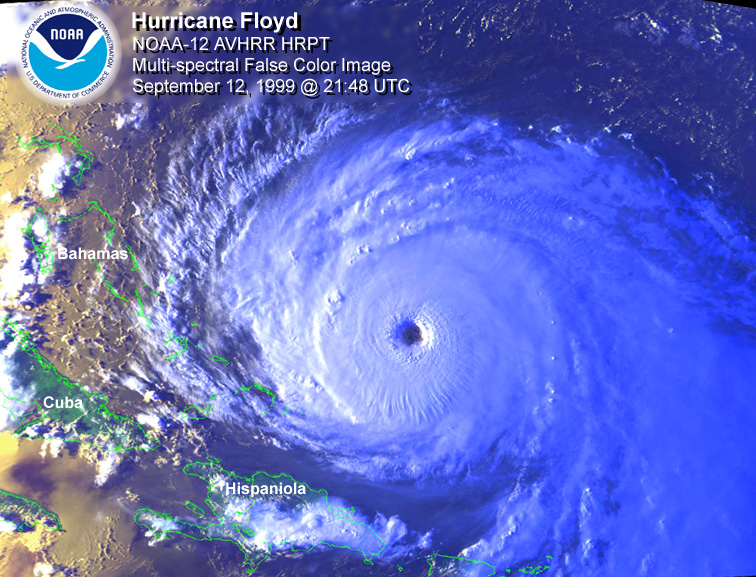 NATIONAL OCEANIC AND ATMOSPHERIC ADMINISTRATION
NOAA
U.S. DEPARTMENT OF COMMERCE
Hurricane Floyd
NOAA-12 AVHRR HRPT
Multi-spectral False Color Image
September 12, 1999 @ 21:48 UTC
Bahamas
Cuba
Hispaniola